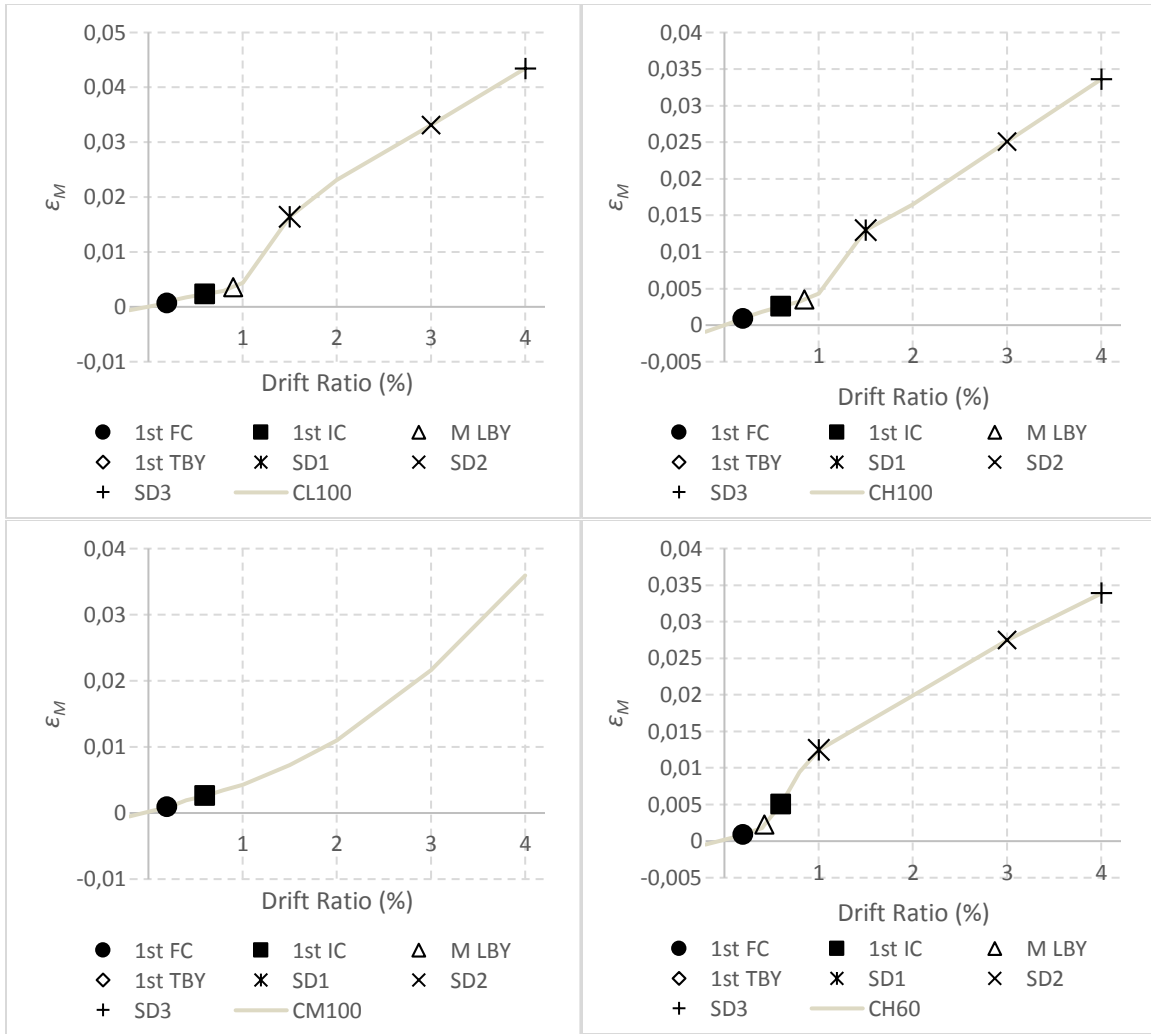 0,05
0,04
0,03
0,02
0,01
0
-0,01
ε_M
1 2 3 4
Drift Ratio (%)
1st FC 1st IC M LBY
1st TBY SD1 SD2
SD3 CL100
0,04
0,035
0,03
0,025
0,02
0,015
0,01
0,005
0
-0,005
ε_M
1 2 3 4
Drift Ratio (%)
1st FC 1st IC M LBY
1st TBY SD1 SD2
SD3 CH100
0,04
0,03
0,02
0,01
0
-0,01
ε_M
1 2 3 4
Drift Ratio (%)
1st FC 1st IC M LBY
1st TBY SD1 SD2
SD3 CM100
0,04
0,035
0,03
0,025
0,02
0,015
0,01
0,005
0
-0,005
ε_M
1 2 3 4
Drift Ratio (%)
1st FC 1st IC M LBY
1st TBY SD1 SD2
SD3 CH60